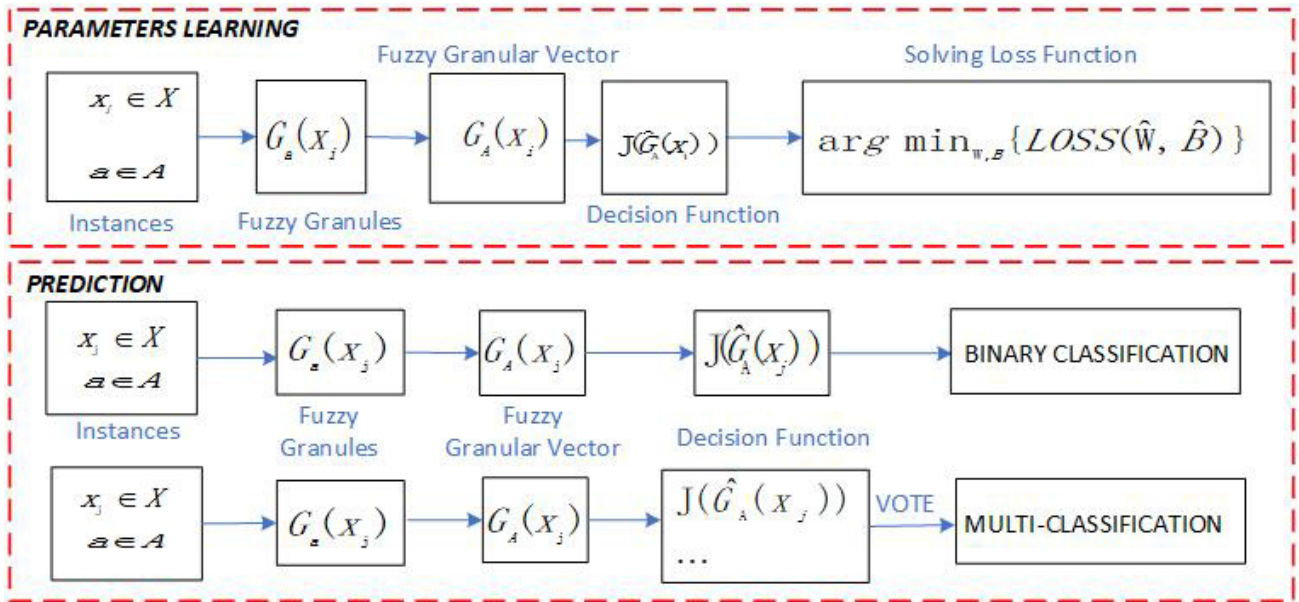 PARAMETERS LEARNING
Fuzzy Granular Vector
Solving Loss Function
x_i ∈ X
a ∈ A
G_a(x_i)
G_A(x_i)
J(Ĝ_A(x_i))
arg min_{W,B}{LOSS(Ŵ, B̂)}
Instances
Fuzzy Granules
Decision Function
PREDICTION
x_j ∈ X
a ∈ A
G_a(x_j)
G_A(x_j)
J(Ĝ_A(x_j))
BINARY CLASSIFICATION
Instances
Fuzzy
Granules
Fuzzy
Granular Vector
Decision Function
x_j ∈ X
a ∈ A
G_a(x_j)
G_A(x_j)
J(Ĝ_A(x_j))
...
VOTE
MULTI-CLASSIFICATION